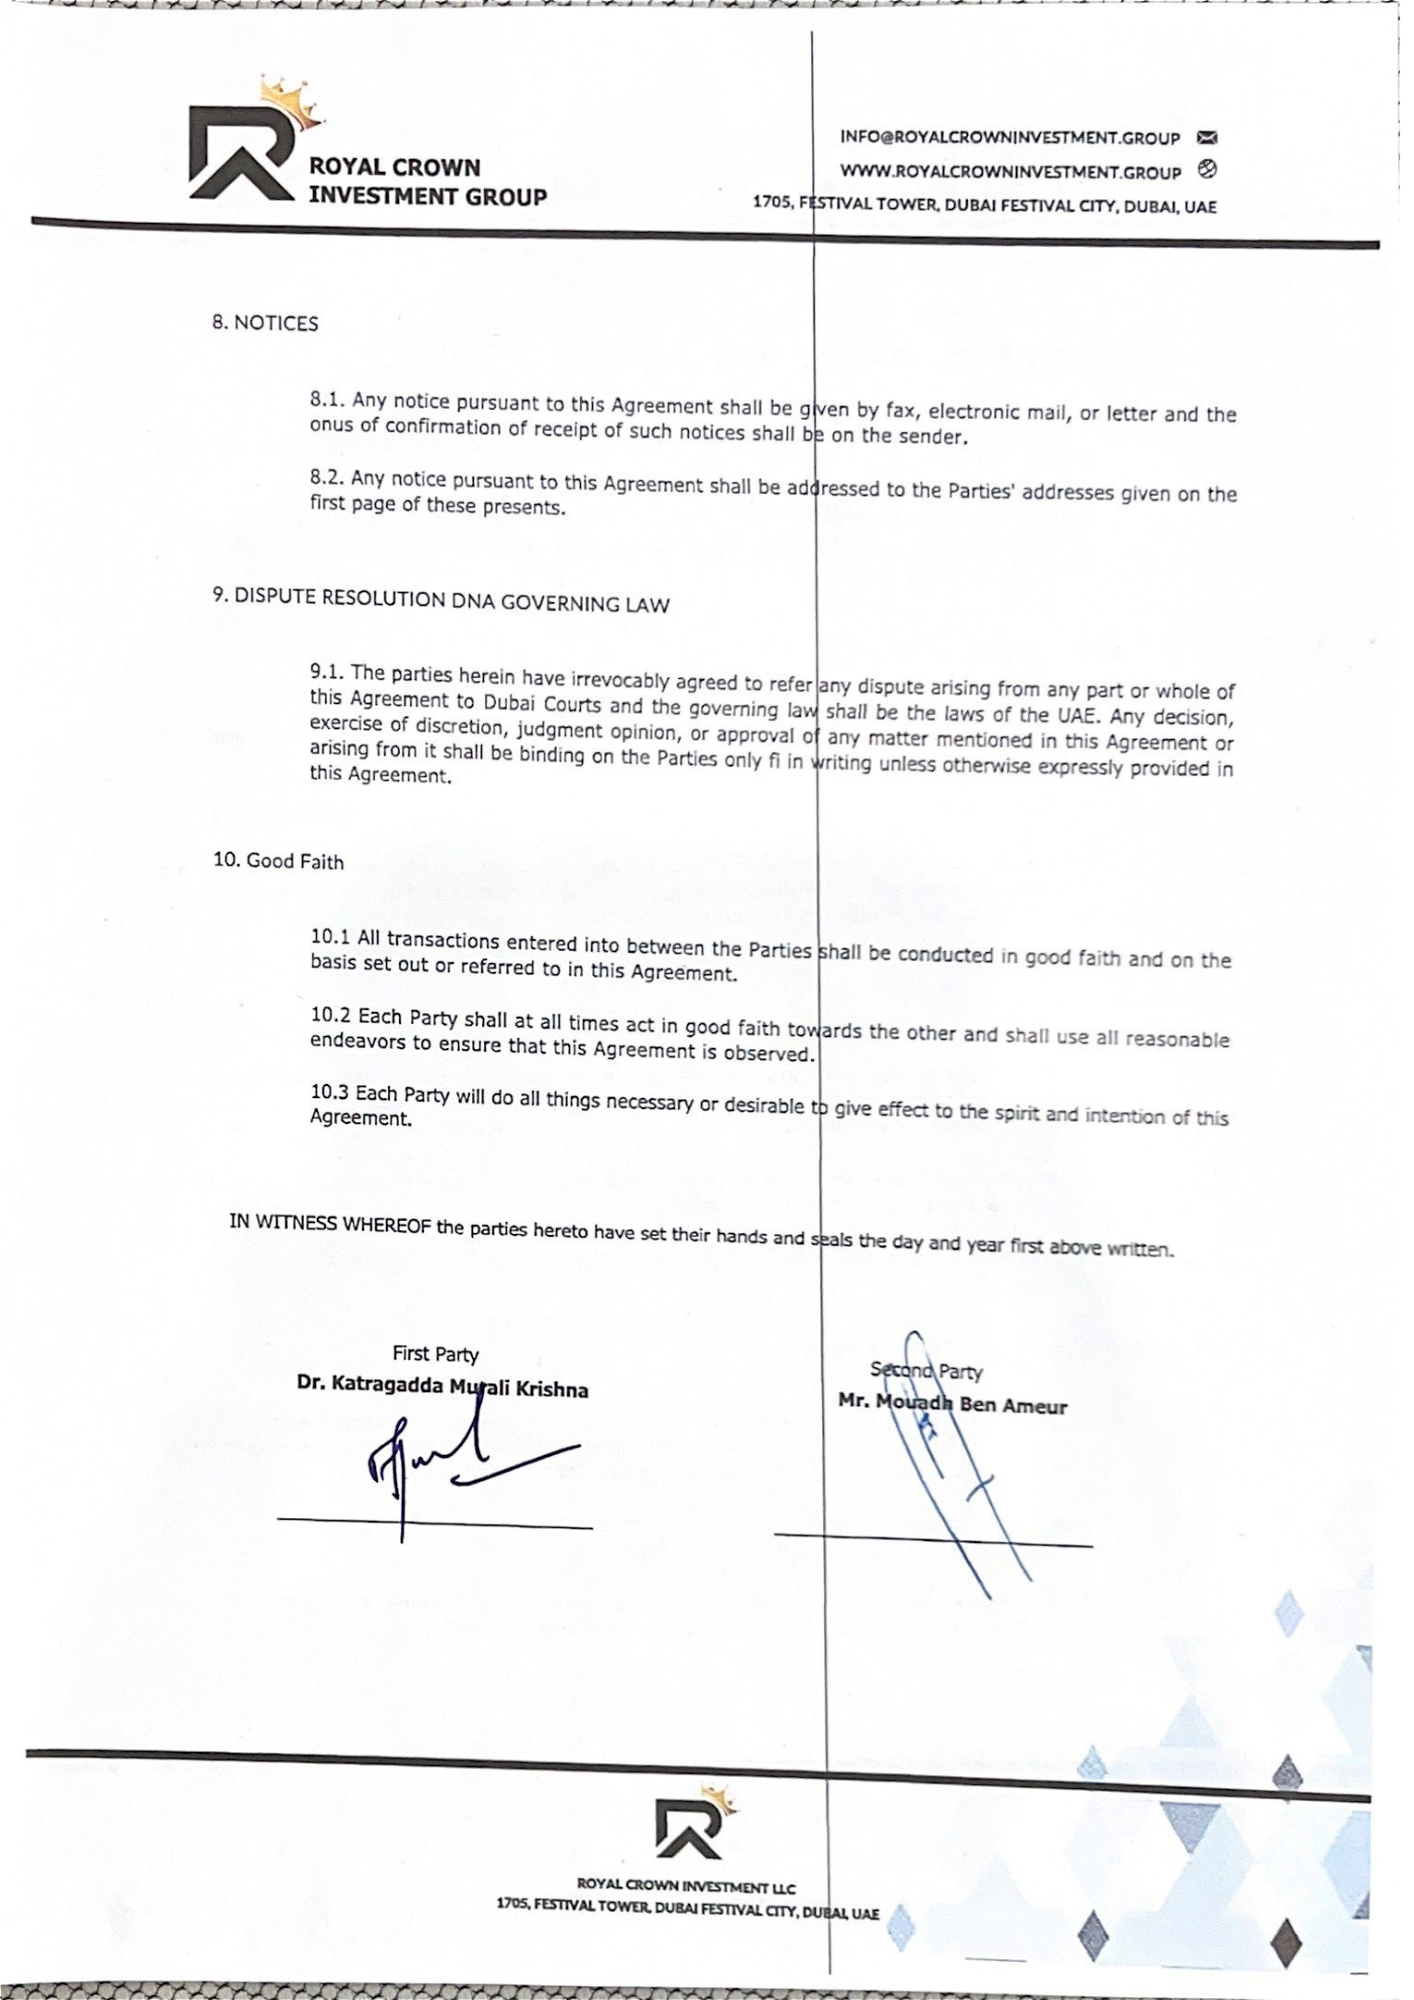 ROYAL CROWN
INVESTMENT GROUP
INFO@ROYALCROWNINVESTMENT.GROUP
WWW.ROYALCROWNINVESTMENT.GROUP
1705, FESTIVAL TOWER, DUBAI FESTIVAL CITY, DUBAI, UAE
8. NOTICES
8.1. Any notice pursuant to this Agreement shall be given by fax, electronic mail, or letter and the
onus of confirmation of receipt of such notices shall be on the sender.
8.2. Any notice pursuant to this Agreement shall be addressed to the Parties' addresses given on the
first page of these presents.
9. DISPUTE RESOLUTION DNA GOVERNING LAW
9.1. The parties herein have irrevocably agreed to refer any dispute arising from any part or whole of
this Agreement to Dubai Courts and the governing law shall be the laws of the UAE. Any decision,
exercise of discretion, judgment opinion, or approval of any matter mentioned in this Agreement or
arising from it shall be binding on the Parties only fi in writing unless otherwise expressly provided in
this Agreement.
10. Good Faith
10.1 All transactions entered into between the Parties shall be conducted in good faith and on the
basis set out or referred to in this Agreement.
10.2 Each Party shall at all times act in good faith towards the other and shall use all reasonable
endeavors to ensure that this Agreement is observed.
10.3 Each Party will do all things necessary or desirable to give effect to the spirit and intention of this
Agreement.
IN WITNESS WHEREOF the parties hereto have set their hands and seals the day and year first above written.
First Party
Dr. Katragadda Murali Krishna
Second Party
Mr. Mouadh Ben Ameur
ROYAL CROWN INVESTMENT LLC
1705, FESTIVAL TOWER, DUBAI FESTIVAL CITY, DUBAI, UAE